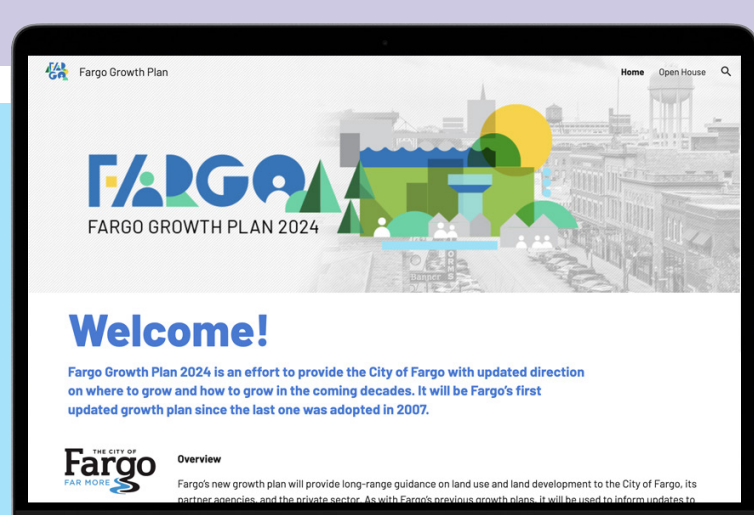 Fargo Growth Plan
Home Open House
FARGO
FARGO GROWTH PLAN 2024
Welcome!
Fargo Growth Plan 2024 is an effort to provide the City of Fargo with updated direction
on where to grow and how to grow in the coming decades. It will be Fargo's first
updated growth plan since the last one was adopted in 2007.
THE CITY OF
Fargo
FAR MORE
Overview
Fargo's new growth plan will provide long-range guidance on land use and land development to the City of Fargo, its
partner agencies, and the private sector. As with Fargo's previous growth plans, it will be used to inform updates to